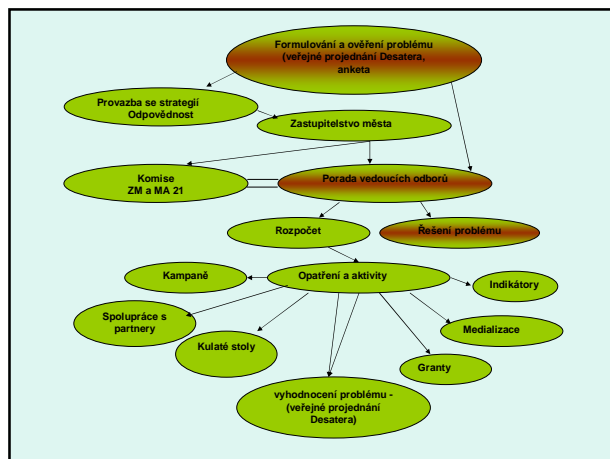 Formulování a ověření problému
(veřejné projednání Desatera,
anketa
Provazba se strategií
Odpovědnost
Zastupitelstvo města
Komise
ZM a MA 21
Porada vedoucích odborů
Rozpočet
Řešení problému
Kampaně
Opatření a aktivity
Indikátory
Spolupráce s
partnery
Kulaté stoly
Medializace
Granty
vyhodnocení problému -
(veřejné projednání
Desatera)